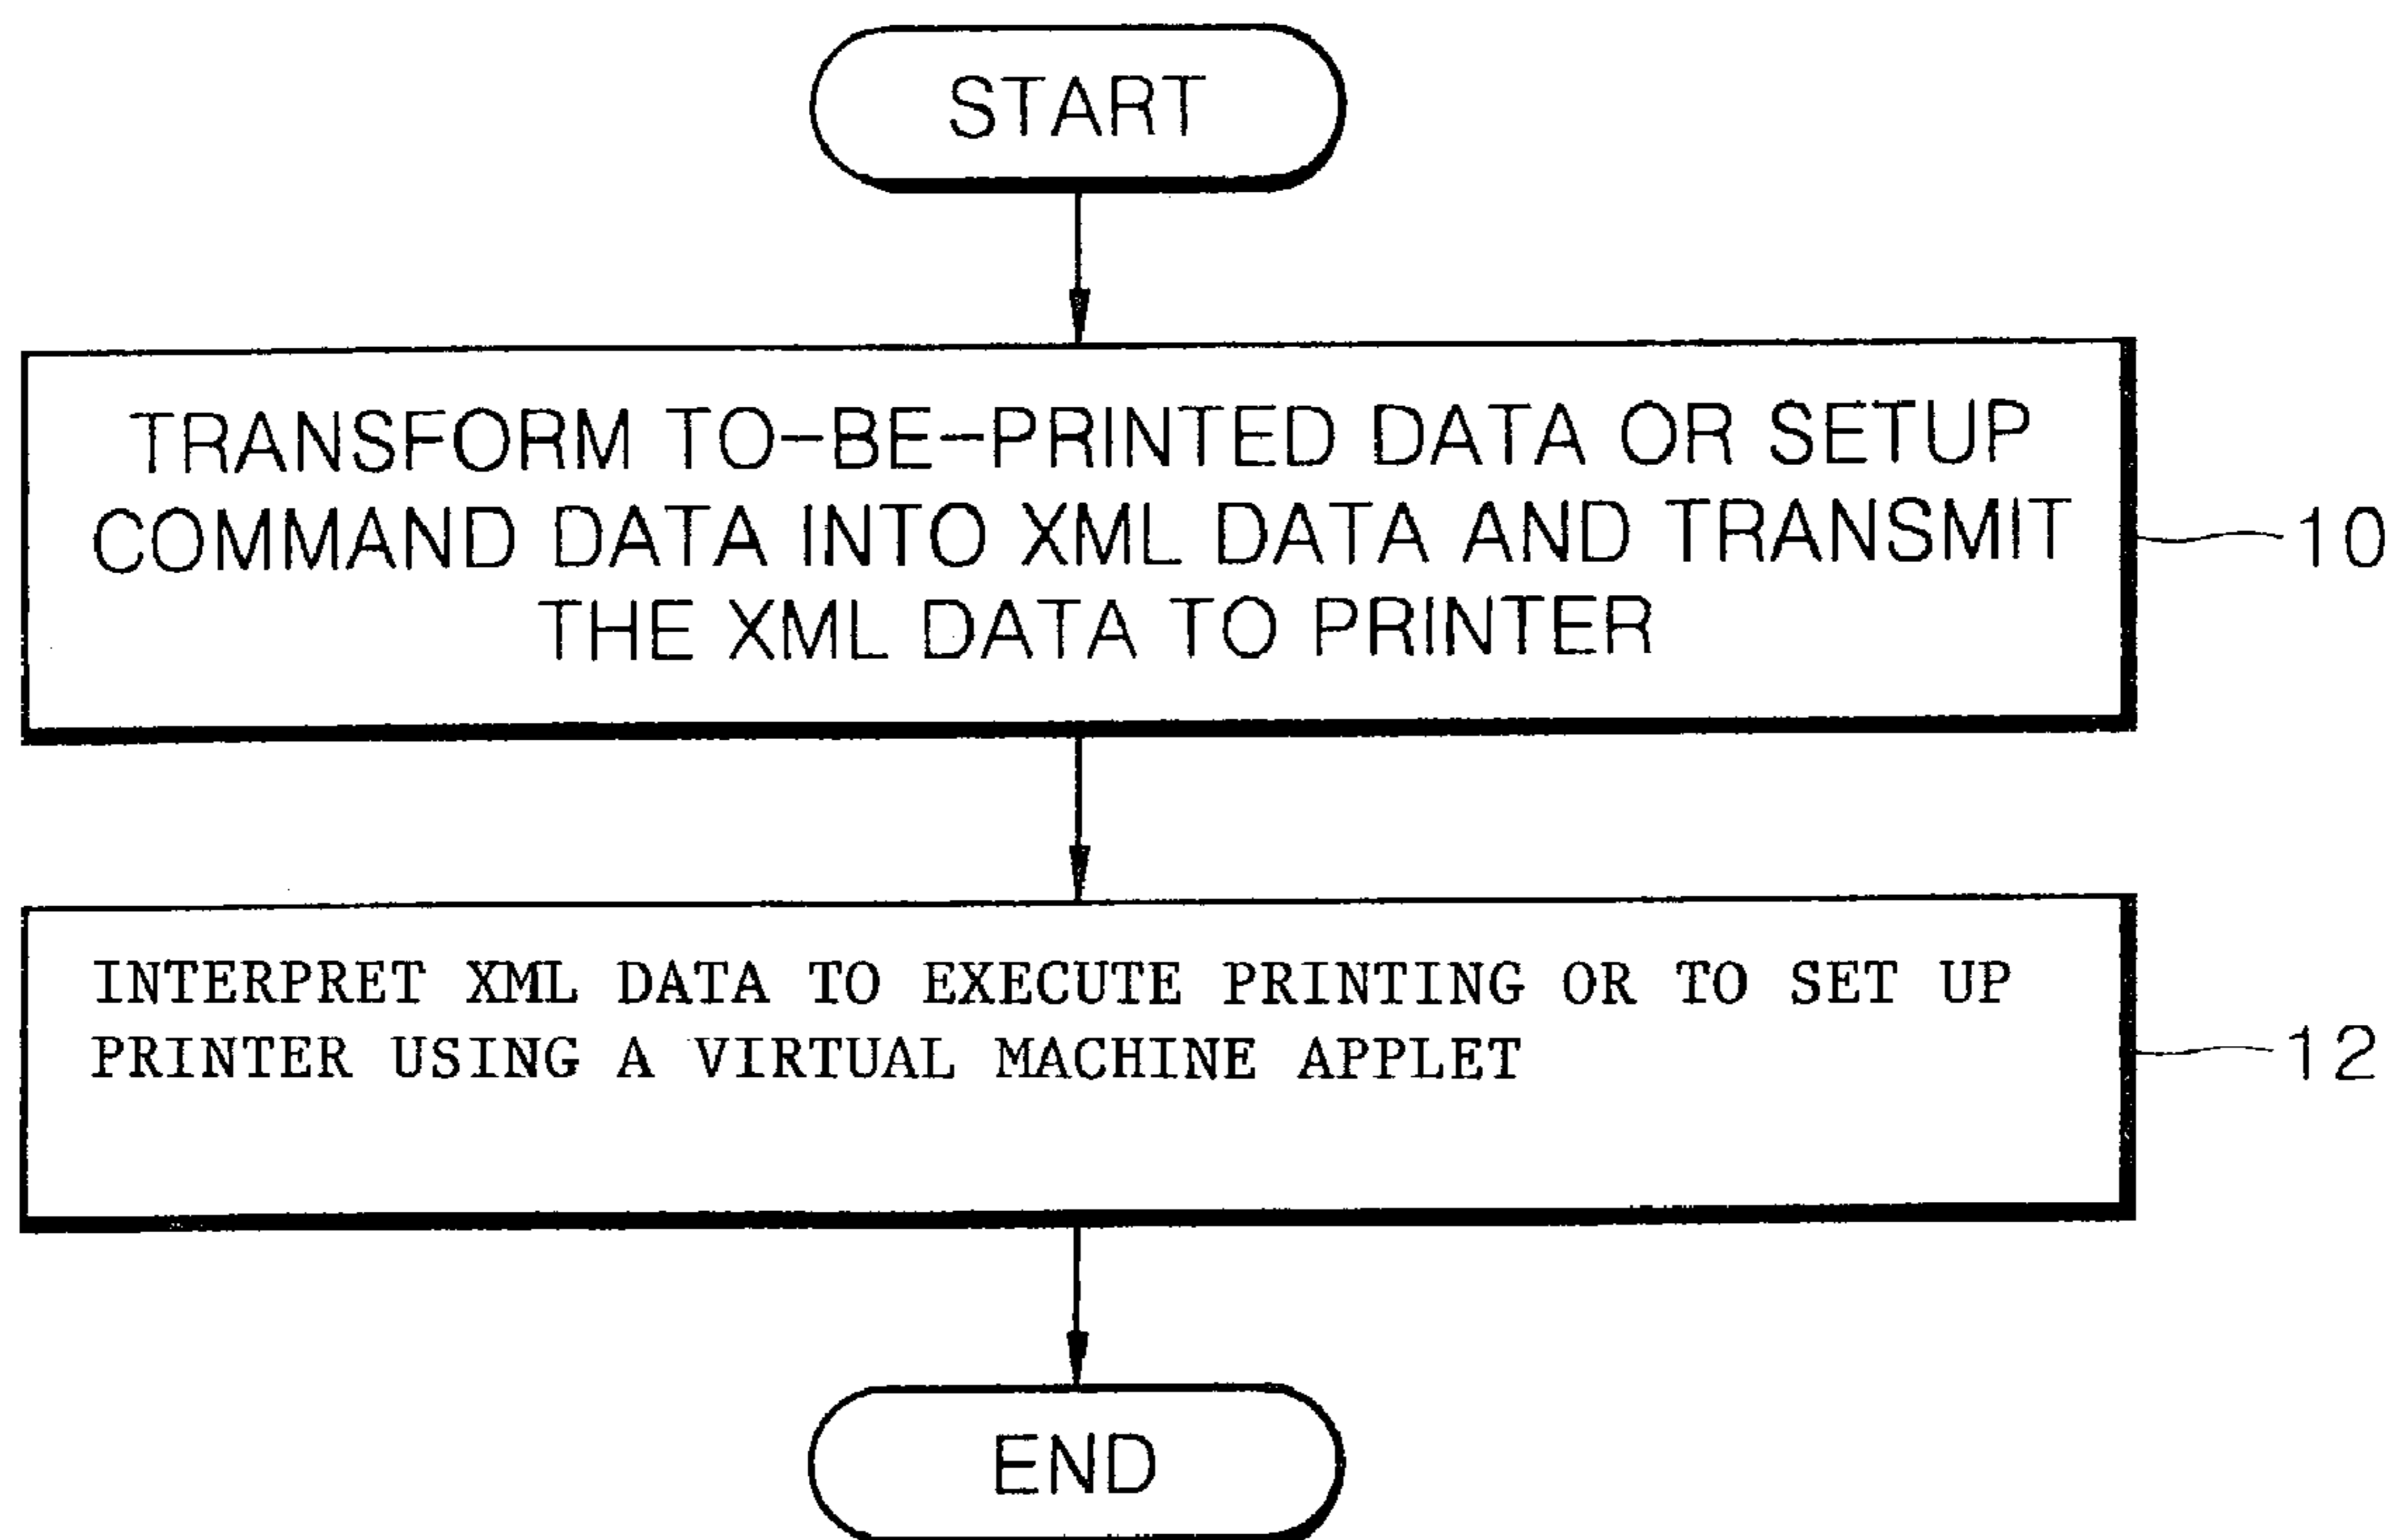 START
TRANSFORM TO-BE-PRINTED DATA OR SETUP
COMMAND DATA INTO XML DATA AND TRANSMIT
THE XML DATA TO PRINTER
10
INTERPRET XML DATA TO EXECUTE PRINTING OR TO SET UP
PRINTER USING A VIRTUAL MACHINE APPLET
12
END